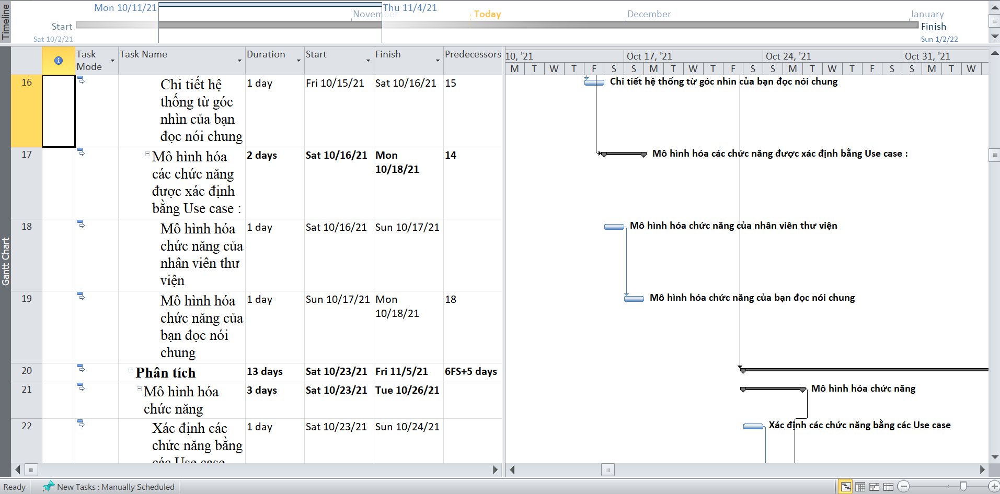 Timeline
Mon 10/11/21
Thu 11/4/21
November
Today
December
January
Start
Finish
Sat 10/2/21
Sun 1/2/22
Task Mode
Task Name
Duration
Start
Finish
Predecessors
10, '21
Oct 17, '21
Oct 24, '21
Oct 31, '21
M T W T F S S M T W T F S S M T W T F S S M T W
Gantt Chart
16
Chi tiết hệ
thống từ góc
nhìn của bạn
đọc nói chung
1 day
Fri 10/15/21
Sat 10/16/21
15
Chi tiết hệ thống từ góc nhìn của bạn đọc nói chung
17
Mô hình hóa
các chức năng
được xác định
bằng Use case :
2 days
Sat 10/16/21
Mon
10/18/21
14
Mô hình hóa các chức năng được xác định bằng Use case :
18
Mô hình hóa
chức năng của
nhân viên thư
viện
1 day
Sat 10/16/21
Sun 10/17/21
Mô hình hóa chức năng của nhân viên thư viện
19
Mô hình hóa
chức năng của
bạn đọc nói
chung
1 day
Sun 10/17/21
Mon
10/18/21
18
Mô hình hóa chức năng của bạn đọc nói chung
20
Phân tích
13 days
Sat 10/23/21
Fri 11/5/21
6FS+5 days
21
Mô hình hóa
chức năng
3 days
Sat 10/23/21
Tue 10/26/21
Mô hình hóa chức năng
22
Xác định các
chức năng bằng
các Use case
1 day
Sat 10/23/21
Sun 10/24/21
Xác định các chức năng bằng các Use case
Ready
New Tasks : Manually Scheduled